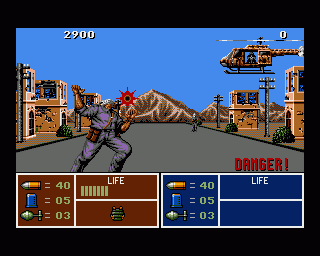 2900 0
DANGER!
LIFE LIFE
= 40 = 40
= 05 = 05
= 03 = 03